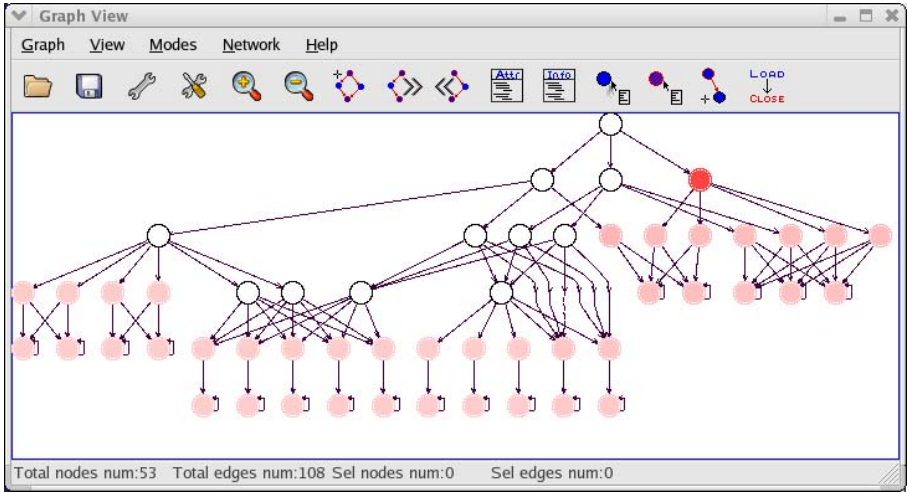 Graph View
Graph View Modes Network Help
Attr Info E E LOAD CLOSE
Total nodes num:53 Total edges num:108 Sel nodes num:0 Sel edges num:0